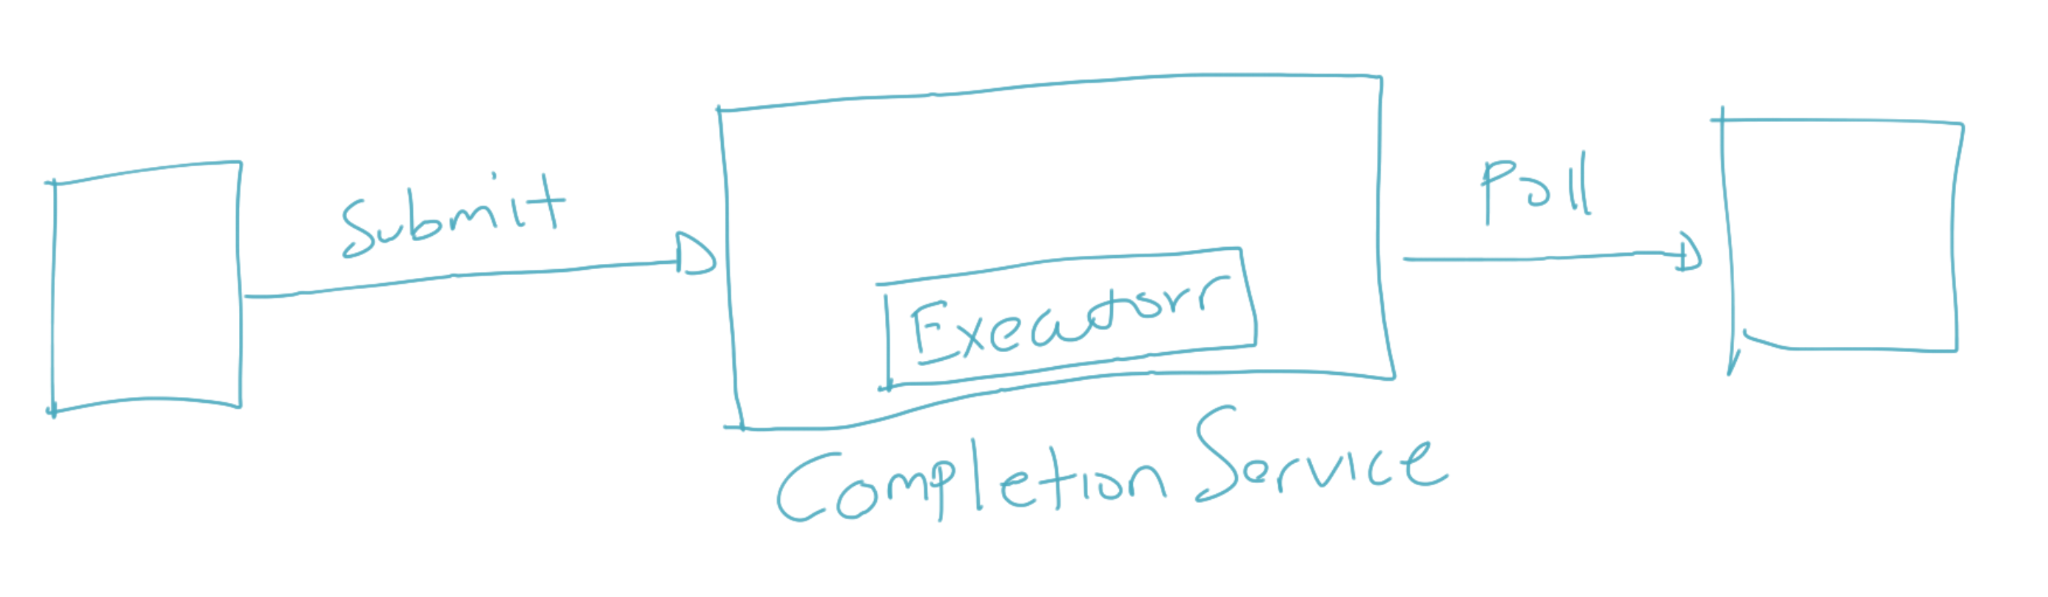 Submit
Poll
Executorr
Completion Service